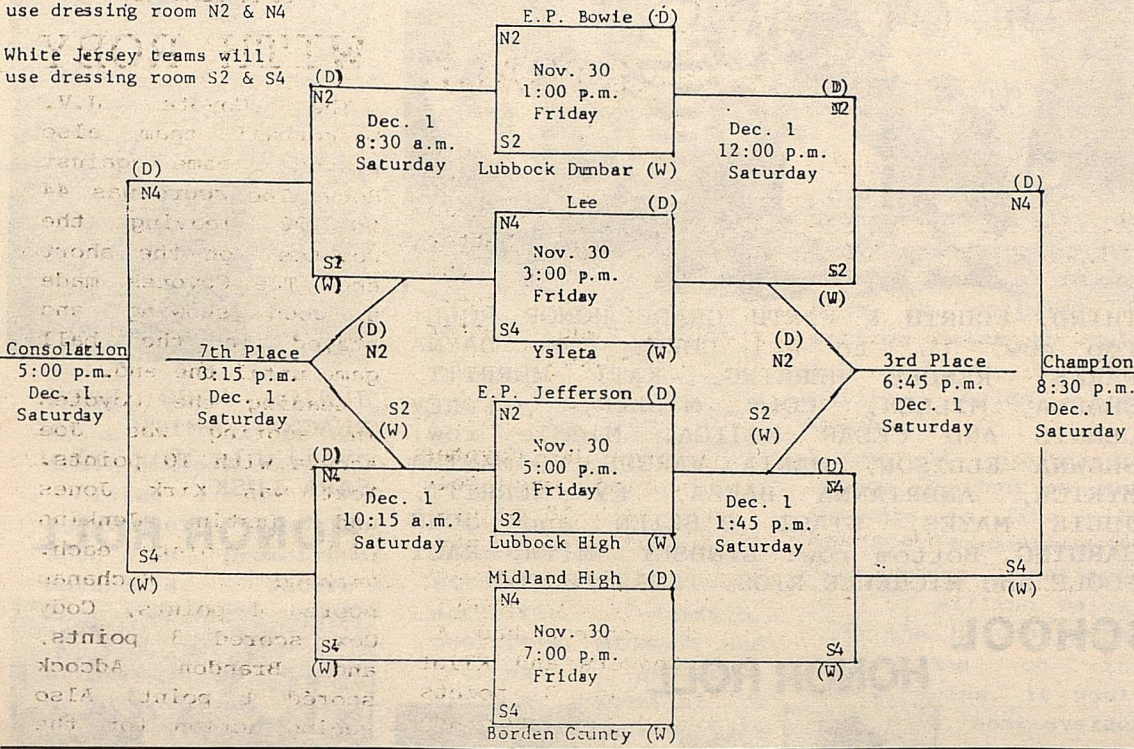 use dressing room N2 & N4
White Jersey teams will
use dressing room S2 & S4
E.P. Bowie (D)
N2
Nov. 30
1:00 p.m.
Friday
S2
Lubbock Dunbar (W)
Lee (D)
N4
Nov. 30
3:00 p.m.
Friday
S4
Ysleta (W)
E.P. Jefferson (D)
N2
Nov. 30
5:00 p.m.
Friday
S2
Lubbock High (W)
Midland High (D)
N4
Nov. 30
7:00 p.m.
Friday
S4
Borden County (W)
(D)
N2
Dec. 1
8:30 a.m.
Saturday
S2
(W)
(D)
N4
Dec. 1
10:15 a.m.
Saturday
S4
(W)
(D)
N4
Consolation
5:00 p.m.
Dec. 1
Saturday
S4
(W)
(D)
N2
7th Place
3:15 p.m.
Dec. 1
Saturday
S2
(W)
(D)
N2
Dec. 1
12:00 p.m.
Saturday
S2
(W)
(D)
Dec. 1
1:45 p.m.
Saturday
S4
(W)
(D)
N2
3rd Place
6:45 p.m.
Dec. 1
Saturday
S2
(W)
(D)
N4
Champion
8:30 p.m.
Dec. 1
Saturday
S4
(W)